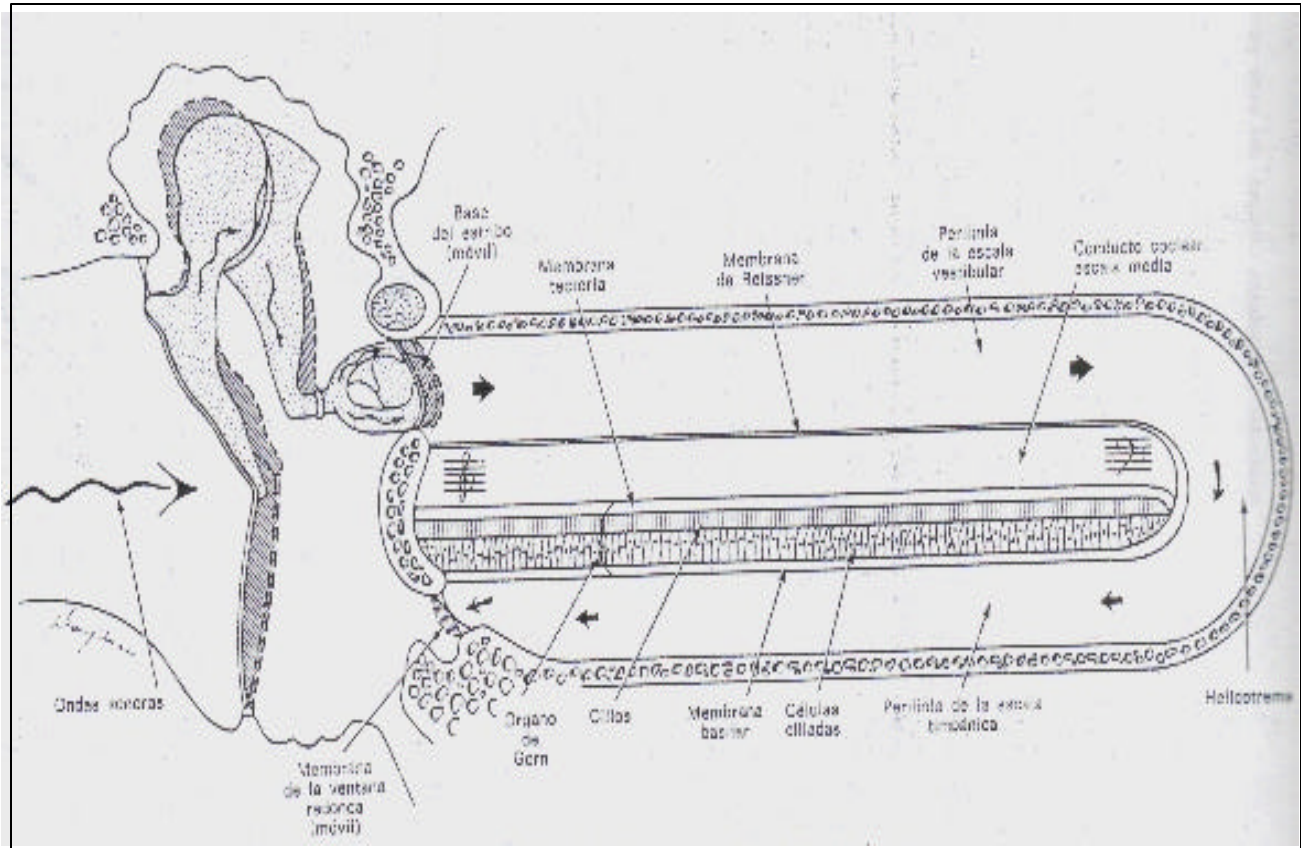 Base
del estribo
(móvil)
Membrana
tectoria
Membrana
de Reissner
Perilinfa
de la escala
vestibular
Conducto coclear
escala media
Ondas sonoras
Membrana
de la ventana
redonda
(móvil)
Organo
de
Cilios
Membrana
basilar
Células
ciliadas
Perilinfa de la escala
timpánica
Helicotrema